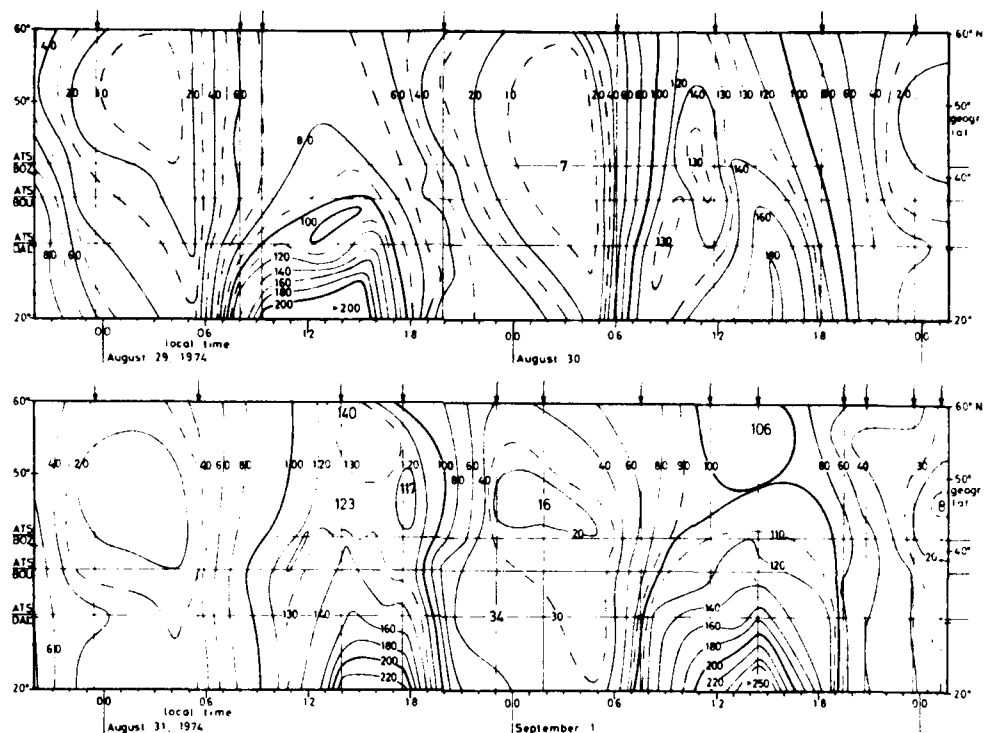 60° 60° N
40 20 10 20 40 60 60 40 20 10 20 40 60 80 100 120 140 130 130 120 100 80 60 40 20
50° 50°
geogr
lat
80
ATS
BOZ 7 130 140 40°
ATS
BOU
100 160
ATS
DAL 130
80 60 120
140 180
160
180
20° 200 >200 20°
00 06 12 18 00 06 12 18 00
local time
August 29, 1974 August 30
60° 60° N
140 106
40 20 40 60 80 100 120 130 120 100 60 40 60 80 90 100 80 60 40 30
50° 117 80 40 50°
geogr
lat
123 16 8
ATS
BOZ 20 110 20 40°
ATS
BOU
120
ATS
DAL 130 140 34 30 140
160 160
60 180 180
200 200
20° 220 220 >250 20°
00 06 12 18 00 06 12 18 00
local time
August 31, 1974 September 1